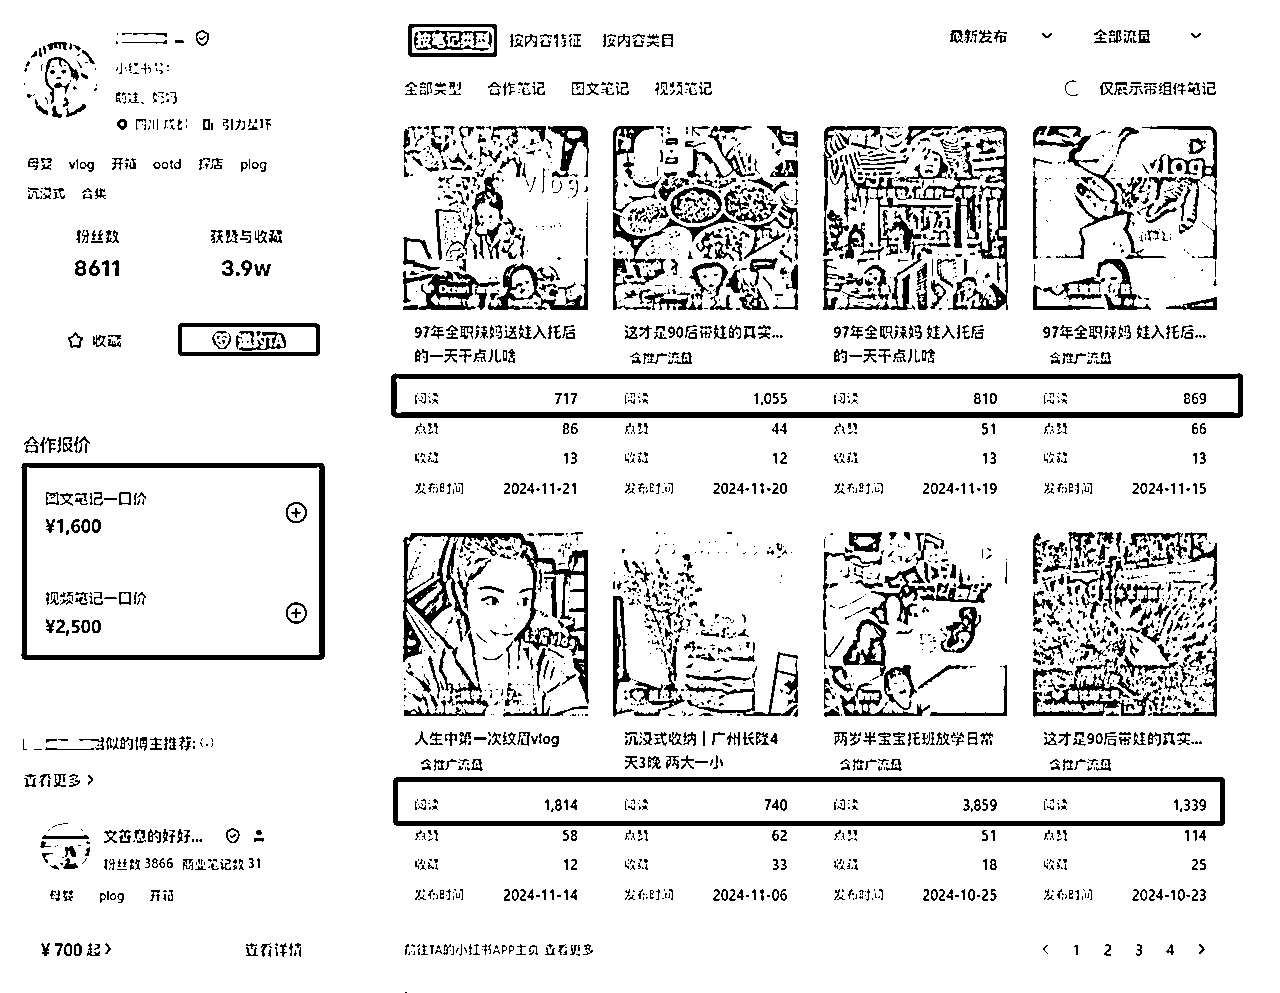 小红书号:
萌娃、妈妈
四川 成都 引力星环
母婴 vlog 开箱 ootd 探店 plog
沉浸式 合集
粉丝数 获赞与收藏
8611 3.9w
收藏 邀约TA
合作报价
图文笔记一口价
¥1,600
视频笔记一口价
¥2,500
似的博主推荐:
查看更多 >
文善息的好好...
粉丝数 3866 商业笔记数 31
母婴 plog 开箱
¥ 700 起 > 查看详情
按笔记类型 按内容特征 按内容类目 最新发布 全部流量
全部类型 合作笔记 图文笔记 视频笔记 仅展示带组件笔记
vlog. vlog.
97年全职辣妈送娃入托后 这才是90后带娃的真实... 97年全职辣妈 娃入托后 97年全职辣妈 娃入托后...
的一天干点儿啥 含推广流量 的一天干点儿啥 含推广流量
阅读 717 阅读 1,055 阅读 810 阅读 869
点赞 86 点赞 44 点赞 51 点赞 66
收藏 13 收藏 12 收藏 13 收藏 13
发布时间 2024-11-21 发布时间 2024-11-20 发布时间 2024-11-19 发布时间 2024-11-15
人生中第一次纹眉vlog 沉浸式收纳 | 广州长隆4 两岁半宝宝托班放学日常 这才是90后带娃的真实...
含推广流量 天3晚 两大一小 含推广流量 含推广流量
阅读 1,814 阅读 740 阅读 3,859 阅读 1,339
点赞 58 点赞 62 点赞 51 点赞 114
收藏 12 收藏 33 收藏 18 收藏 25
发布时间 2024-11-14 发布时间 2024-11-06 发布时间 2024-10-25 发布时间 2024-10-23
前往TA的小红书APP主页 查看更多 < 1 2 3 4 >